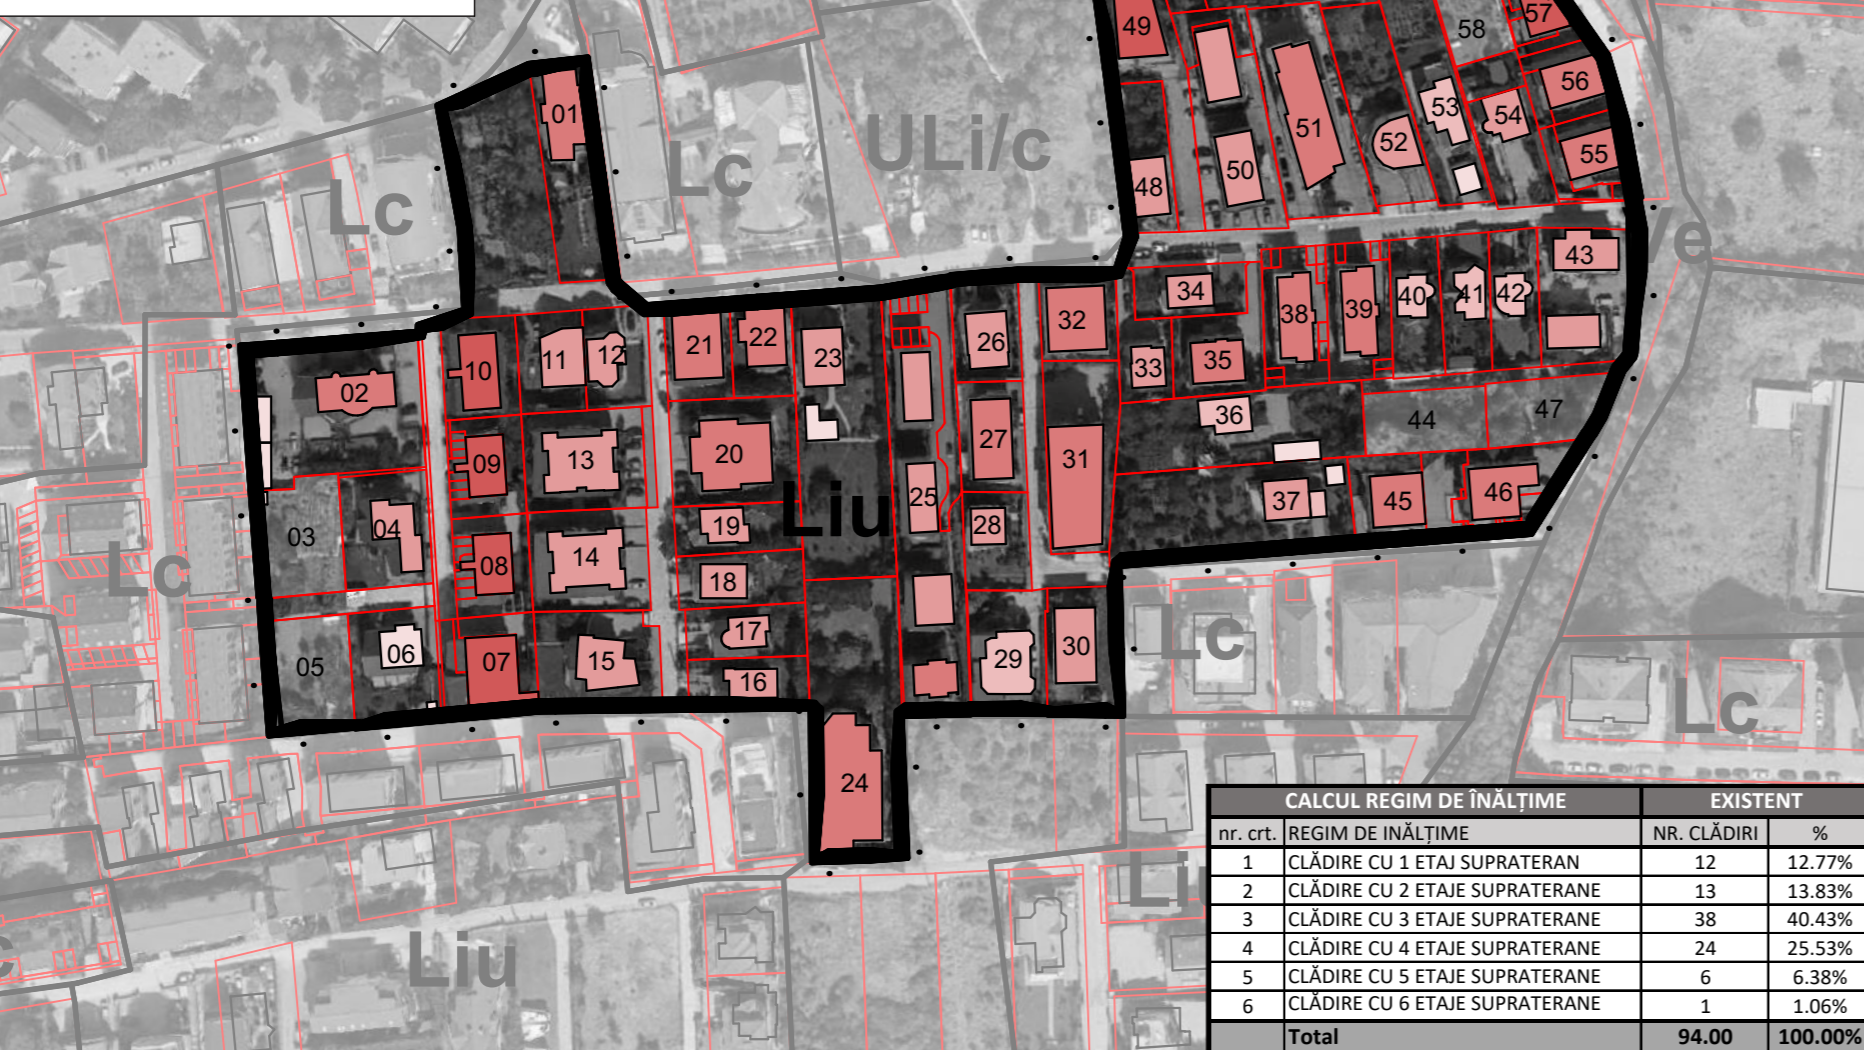 49
57
58
01
56
53
54
51
52
55
ULi/c
Lc
50
48
Lc
/e
43
34
40
41
42
38
39
32
26
21
22
23
11
12
33
35
10
02
36
44
47
27
20
13
09
31
37
45
46
25
Liu
19
28
04
03
14
08
Lc
18
17
30
Lc
29
15
07
06
05
16
Lc
24
Liu
Li
c
CALCUL REGIM DE ÎNĂLȚIME EXISTENT
nr. crt. REGIM DE INĂLȚIME NR. CLĂDIRI %
1 CLĂDIRE CU 1 ETAJ SUPRATERAN 12 12.77%
2 CLĂDIRE CU 2 ETAJE SUPRATERANE 13 13.83%
3 CLĂDIRE CU 3 ETAJE SUPRATERANE 38 40.43%
4 CLĂDIRE CU 4 ETAJE SUPRATERANE 24 25.53%
5 CLĂDIRE CU 5 ETAJE SUPRATERANE 6 6.38%
6 CLĂDIRE CU 6 ETAJE SUPRATERANE 1 1.06%
Total 94.00 100.00%